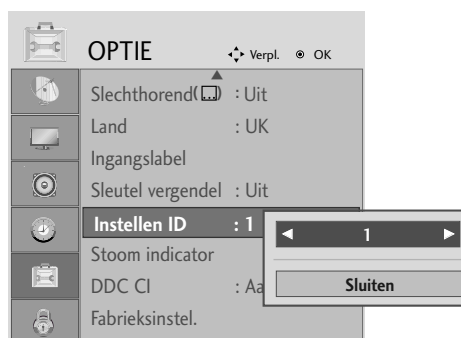 OPTIE Verpl. OK
Slechthorend( ) : Uit
Land : UK
Ingangslabel
Sleutel vergendel : Uit
Instellen ID : 1
1
Stoom indicator
DDC CI : Aa
Sluiten
Fabrieksinstel.